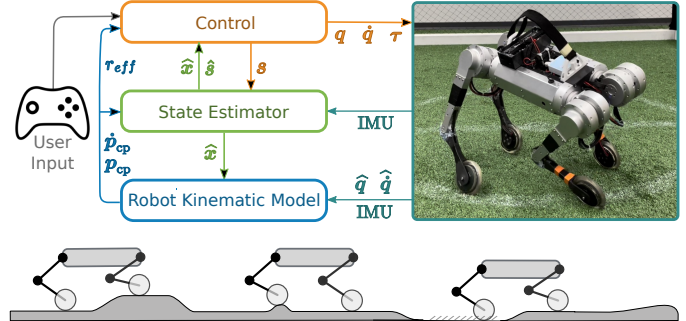 Control
q q̇ τ
r_eff
x̂ ŝ s
State Estimator
IMU
User
Input
ṗ_cp
p_cp
x̂
q̂ q̇̂
Robot Kinematic Model
IMU